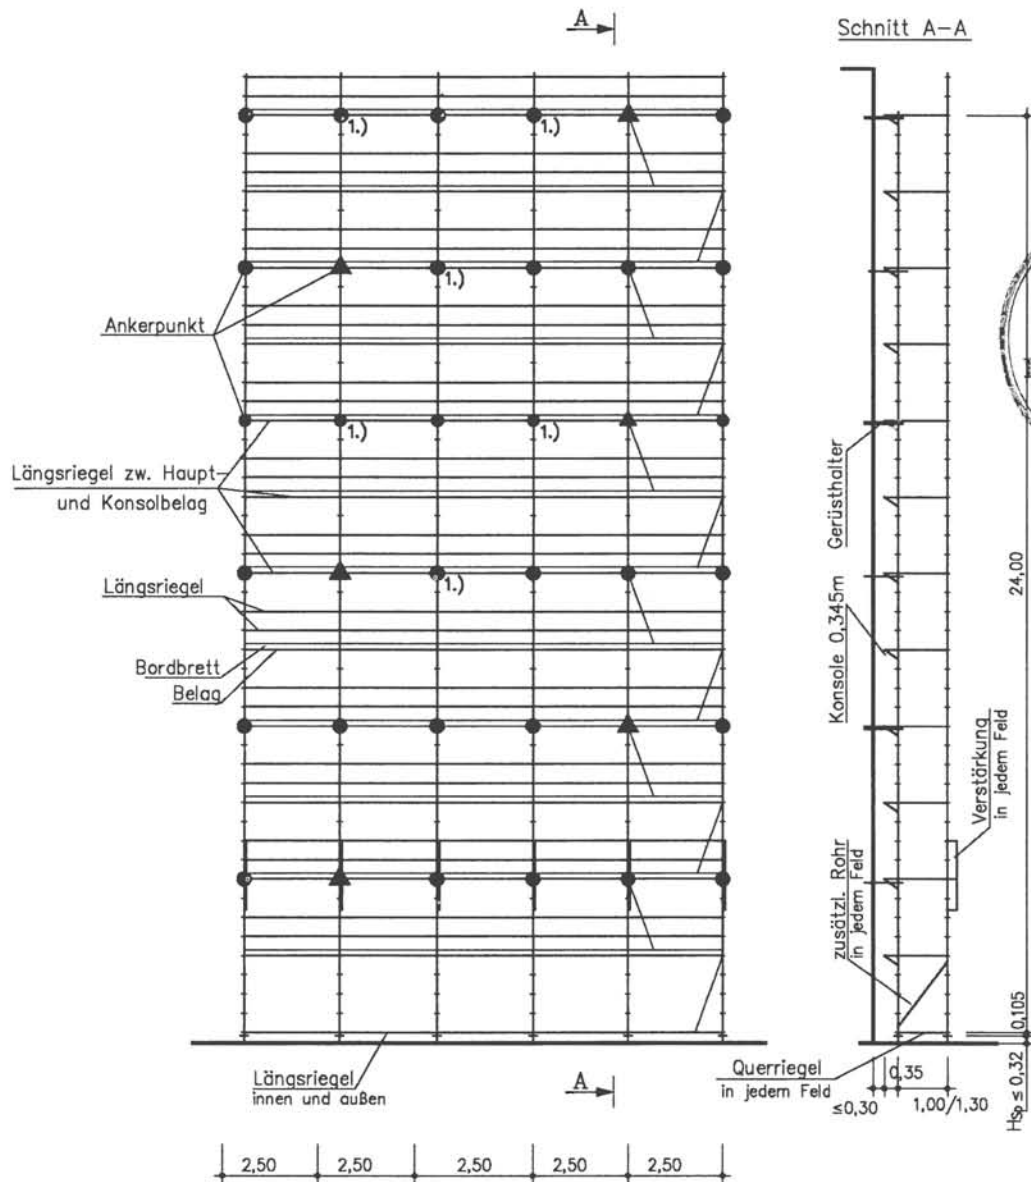 A
Schnitt A-A
1.)
1.)
1.)
Ankerpunkt
1.)
1.)
Längsriegel zw. Haupt-
und Konsolbelag
Gerüsthalter
24,00
1.)
Längsriegel
Konsole 0,345m
Bordbrett
Belag
Verstärkung
in jedem Feld
zusätzl. Rohr
in jedem Feld
0,105
Längsriegel
innen und außen
A
Querriegel
in jedem Feld
0,35
≤0,30
1,00/1,30
Hsp ≤ 0,32
2,50
2,50
2,50
2,50
2,50